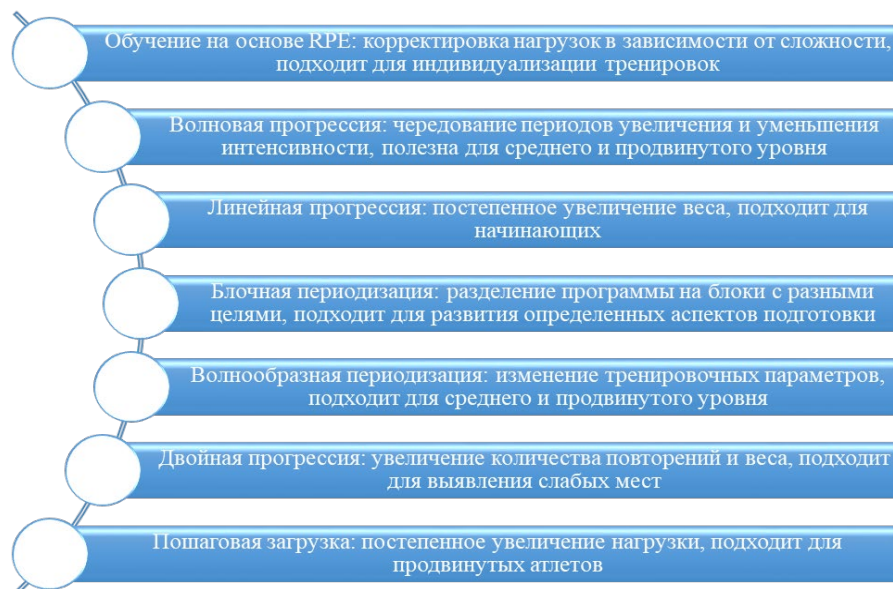 Обучение на основе RPE: корректировка нагрузок в зависимости от сложности,
подходит для индивидуализации тренировок
Волновая прогрессия: чередование периодов увеличения и уменьшения
интенсивности, полезна для среднего и продвинутого уровня
Линейная прогрессия: постепенное увеличение веса, подходит для
начинающих
Блочная периодизация: разделение программы на блоки с разными
целями, подходит для развития определенных аспектов подготовки
Волнообразная периодизация: изменение тренировочных параметров,
подходит для среднего и продвинутого уровня
Двойная прогрессия: увеличение количества повторений и веса, подходит
для выявления слабых мест
Пошаговая загрузка: постепенное увеличение нагрузки, подходит для
продвинутых атлетов